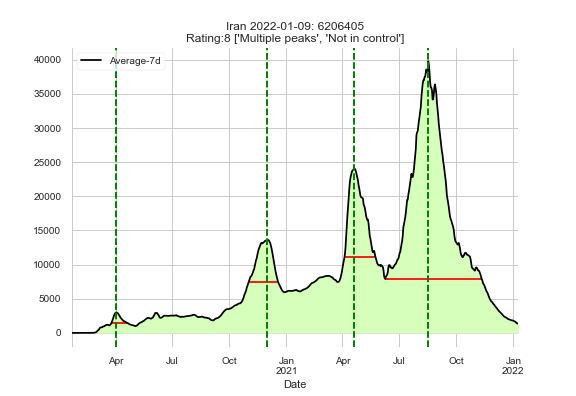 Iran 2022-01-09: 6206405
Rating:8 ['Multiple peaks', 'Not in control']
Average-7d
40000
35000
30000
25000
20000
15000
10000
5000
0
Apr Jul Oct Jan Apr Jul Oct Jan
2021 2022
Date